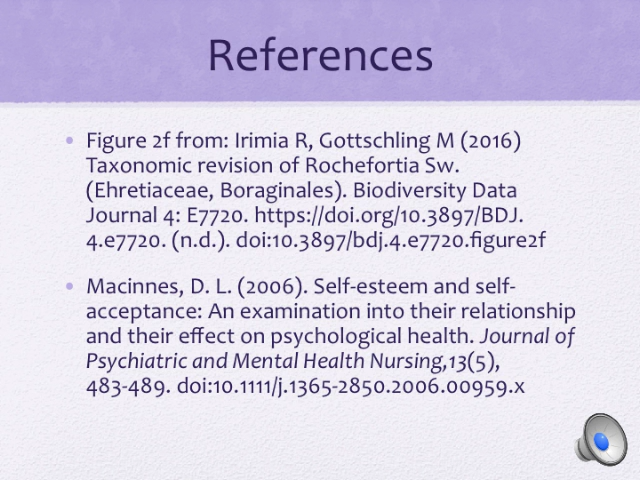 References
• Figure 2f from: Irimia R, Gottschling M (2016)
Taxonomic revision of Rochefortia Sw.
(Ehretiaceae, Boraginales). Biodiversity Data
Journal 4: E7720. https://doi.org/10.3897/BDJ.
4.e7720. (n.d.). doi:10.3897/bdj.4.e7720.figure2f
• Macinnes, D. L. (2006). Self-esteem and self-
acceptance: An examination into their relationship
and their effect on psychological health. Journal of
Psychiatric and Mental Health Nursing,13(5),
483-489. doi:10.1111/j.1365-2850.2006.00959.x